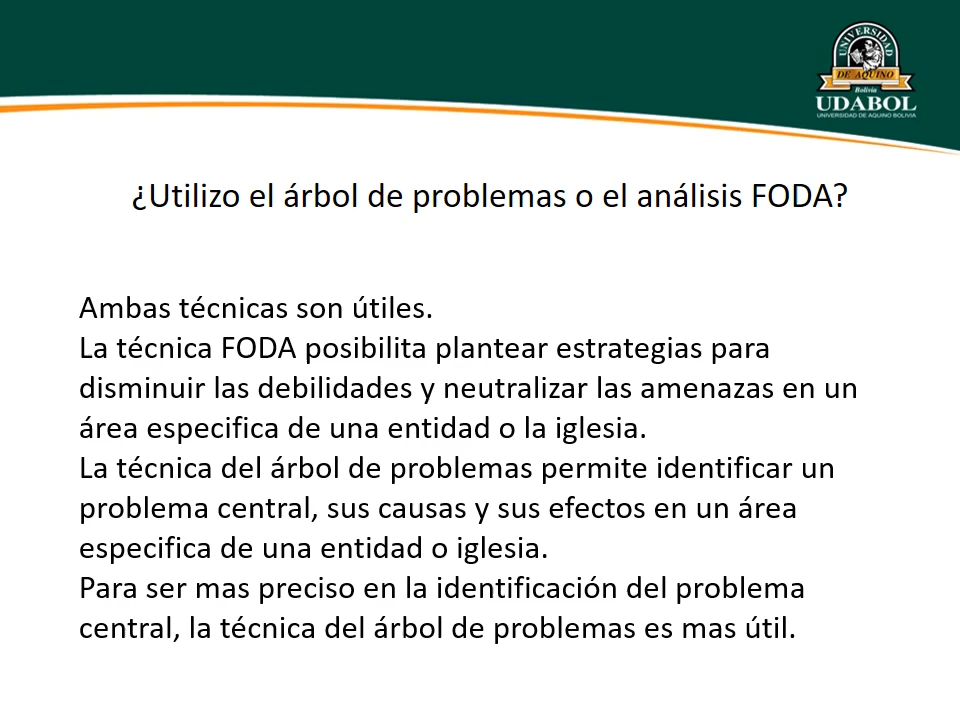 UNIVERSIDAD
DE AQUINO
Bolivia
UDABOL
UNIVERSIDAD DE AQUINO BOLIVIA
¿Utilizo el árbol de problemas o el análisis FODA?
Ambas técnicas son útiles.
La técnica FODA posibilita plantear estrategias para
disminuir las debilidades y neutralizar las amenazas en un
área especifica de una entidad o la iglesia.
La técnica del árbol de problemas permite identificar un
problema central, sus causas y sus efectos en un área
especifica de una entidad o iglesia.
Para ser mas preciso en la identificación del problema
central, la técnica del árbol de problemas es mas útil.